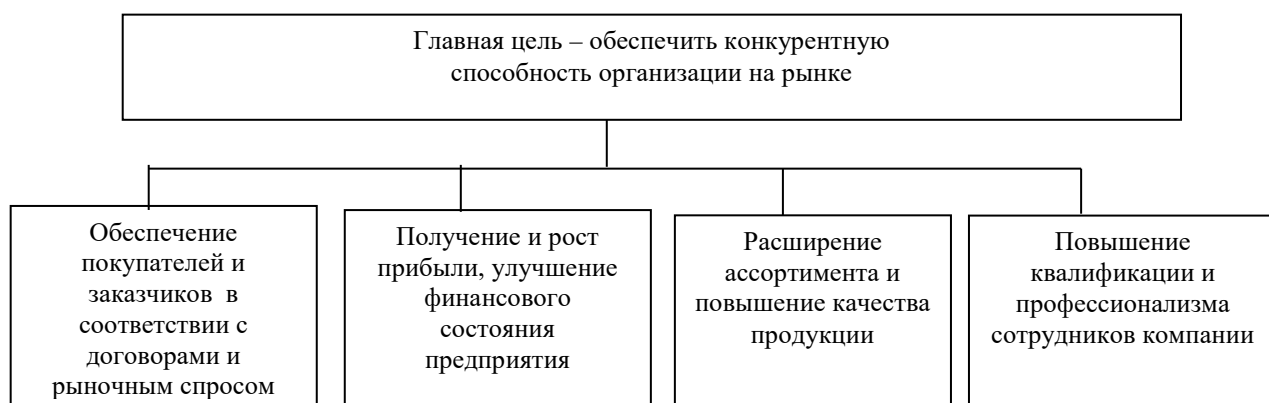 Главная цель – обеспечить конкурентную
способность организации на рынке
Обеспечение
покупателей и
заказчиков в
соответствии с
договорами и
рыночным спросом
Получение и рост
прибыли, улучшение
финансового
состояния
предприятия
Расширение
ассортимента и
повышение качества
продукции
Повышение
квалификации и
профессионализма
сотрудников компании